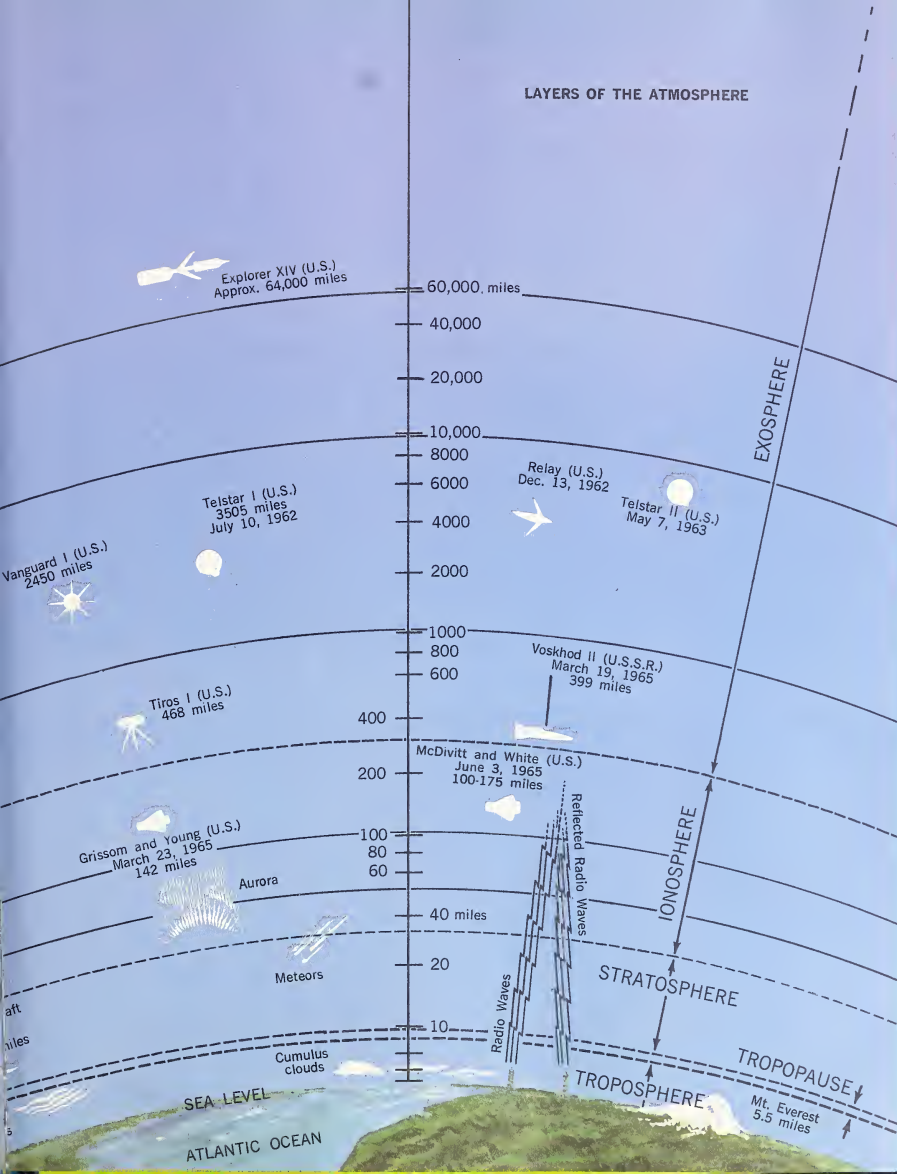 LAYERS OF THE ATMOSPHERE
Explorer XIV (U.S.)
Approx. 64,000 miles
60,000 miles
40,000
20,000
EXOSPHERE
10,000
8000
6000
4000
2000
Relay (U.S.)
Dec. 13, 1962
Telstar II (U.S.)
May 7, 1963
Telstar I (U.S.)
3505 miles
July 10, 1962
Vanguard I (U.S.)
2450 miles
1000
800
600
400
200
Voskhod II (U.S.S.R.)
March 19, 1965
399 miles
Tiros I (U.S.)
468 miles
McDivitt and White (U.S.)
June 3, 1965
100-175 miles
Grissom and Young (U.S.)
March 23, 1965
142 miles
100
80
60
40 miles
20
10
Reflected Radio Waves
IONOSPHERE
Aurora
Meteors
Radio Waves
STRATOSPHERE
aft
miles
Cumulus
clouds
TROPOPAUSE
TROPOSPHERE
Mt. Everest
5.5 miles
SEA LEVEL
s
ATLANTIC OCEAN